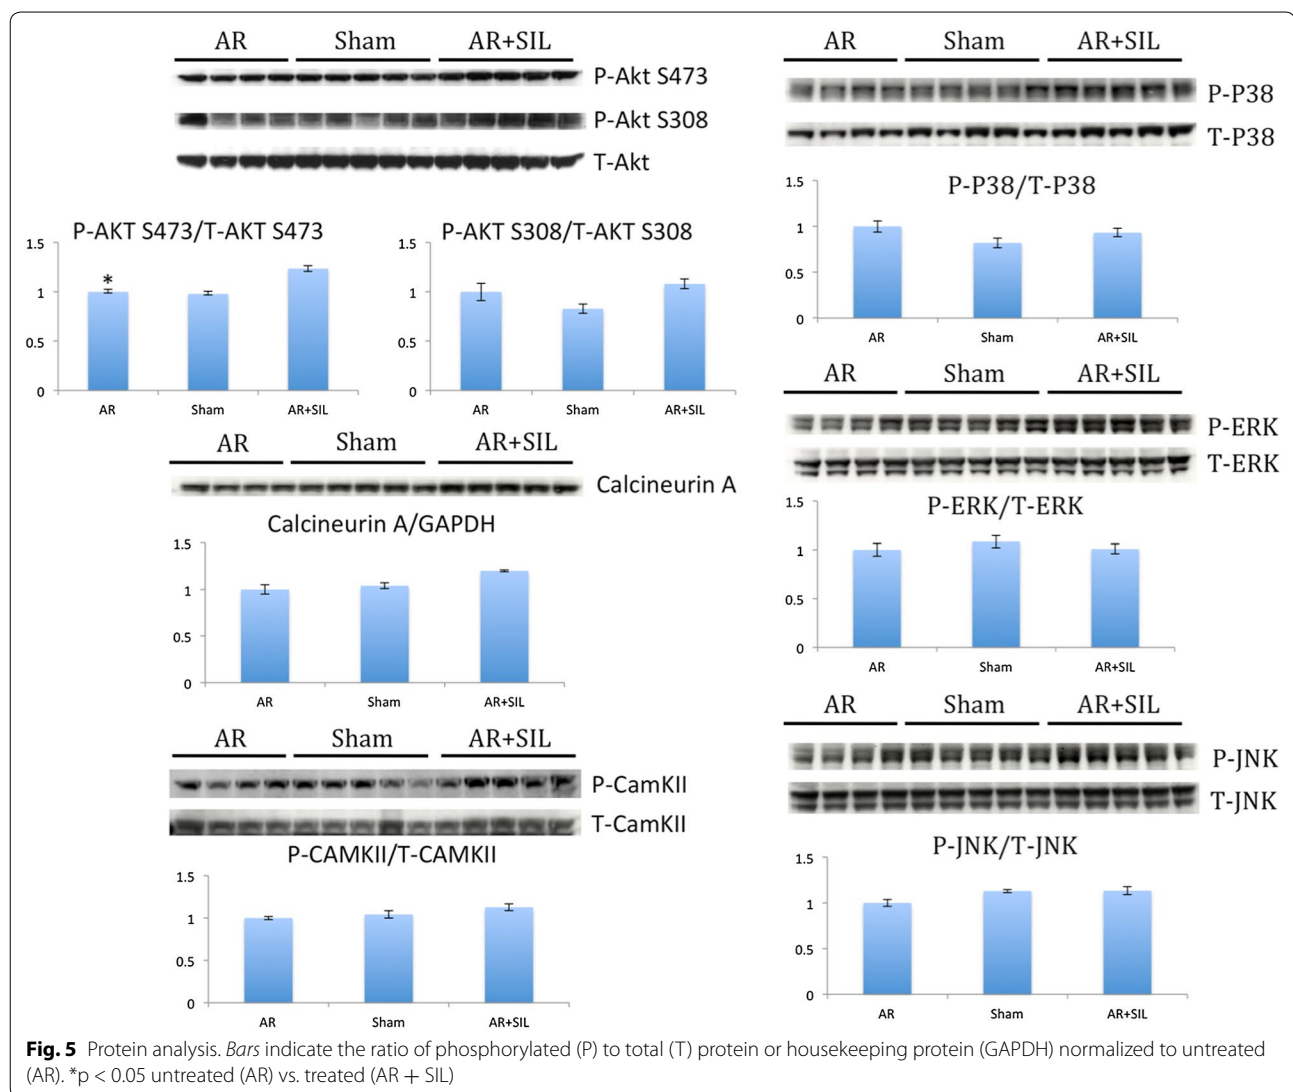 AR Sham AR+SIL
P-Akt S473
P-Akt S308
T-Akt
P-AKT S473/T-AKT S473
1.5
*
1
0.5
0
AR Sham AR+SIL
P-AKT S308/T-AKT S308
1.5
1
0.5
0
AR Sham AR+SIL
AR Sham AR+SIL
Calcineurin A
Calcineurin A/GAPDH
1.5
1
0.5
0
AR Sham AR+SIL
AR Sham AR+SIL
P-CamKII
T-CamKII
P-CAMKII/T-CAMKII
1.5
1
0.5
0
AR Sham AR+SIL
AR Sham AR+SIL
P-P38
T-P38
P-P38/T-P38
1.5
1
0.5
0
AR Sham AR+SIL
AR Sham AR+SIL
P-ERK
T-ERK
P-ERK/T-ERK
1.5
1
0.5
0
AR Sham AR+SIL
AR Sham AR+SIL
P-JNK
T-JNK
P-JNK/T-JNK
1.5
1
0.5
0
AR Sham AR+SIL
Fig. 5 Protein analysis. Bars indicate the ratio of phosphorylated (P) to total (T) protein or housekeeping protein (GAPDH) normalized to untreated
(AR). *p < 0.05 untreated (AR) vs. treated (AR + SIL)